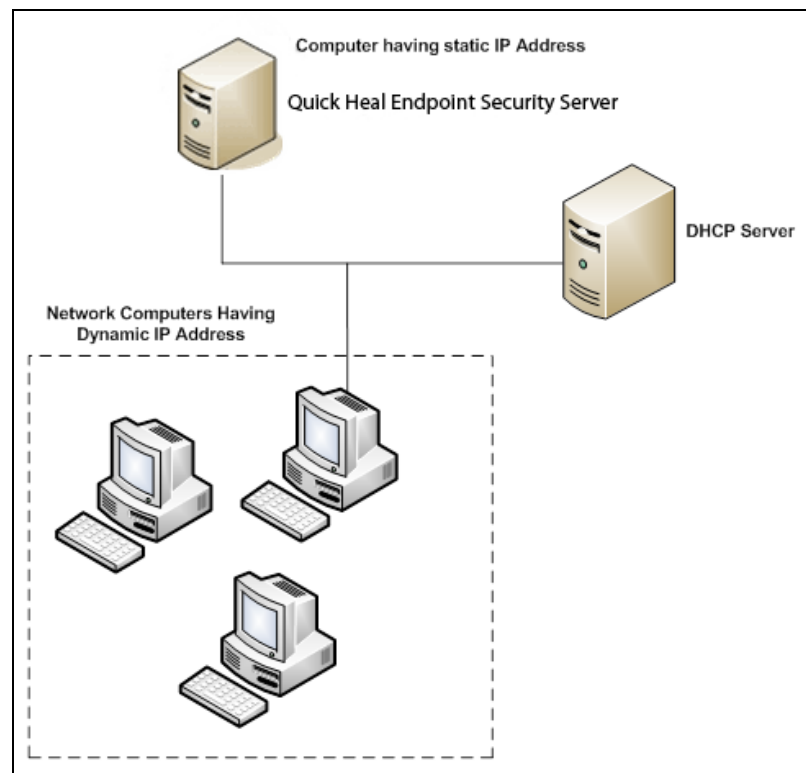 Computer having static IP Address
Quick Heal Endpoint Security Server
DHCP Server
Network Computers Having
Dynamic IP Address